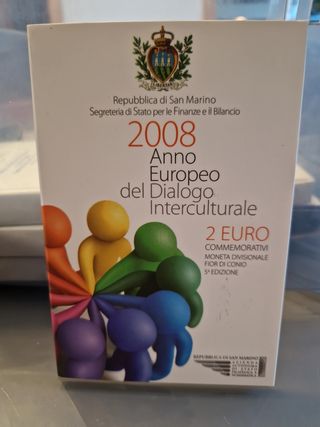 Repubblica di San Marino
Segreteria di Stato per le Finanze e il Bilancio
2008
Anno
Europeo
del Dialogo
Interculturale
2 EURO
COMMEMORATIVI
MONETA DIVISIONALE
FIOR DI CONIO
5ª EDIZIONE
REPUBBLICA DI SAN MARINO
AZIENDA